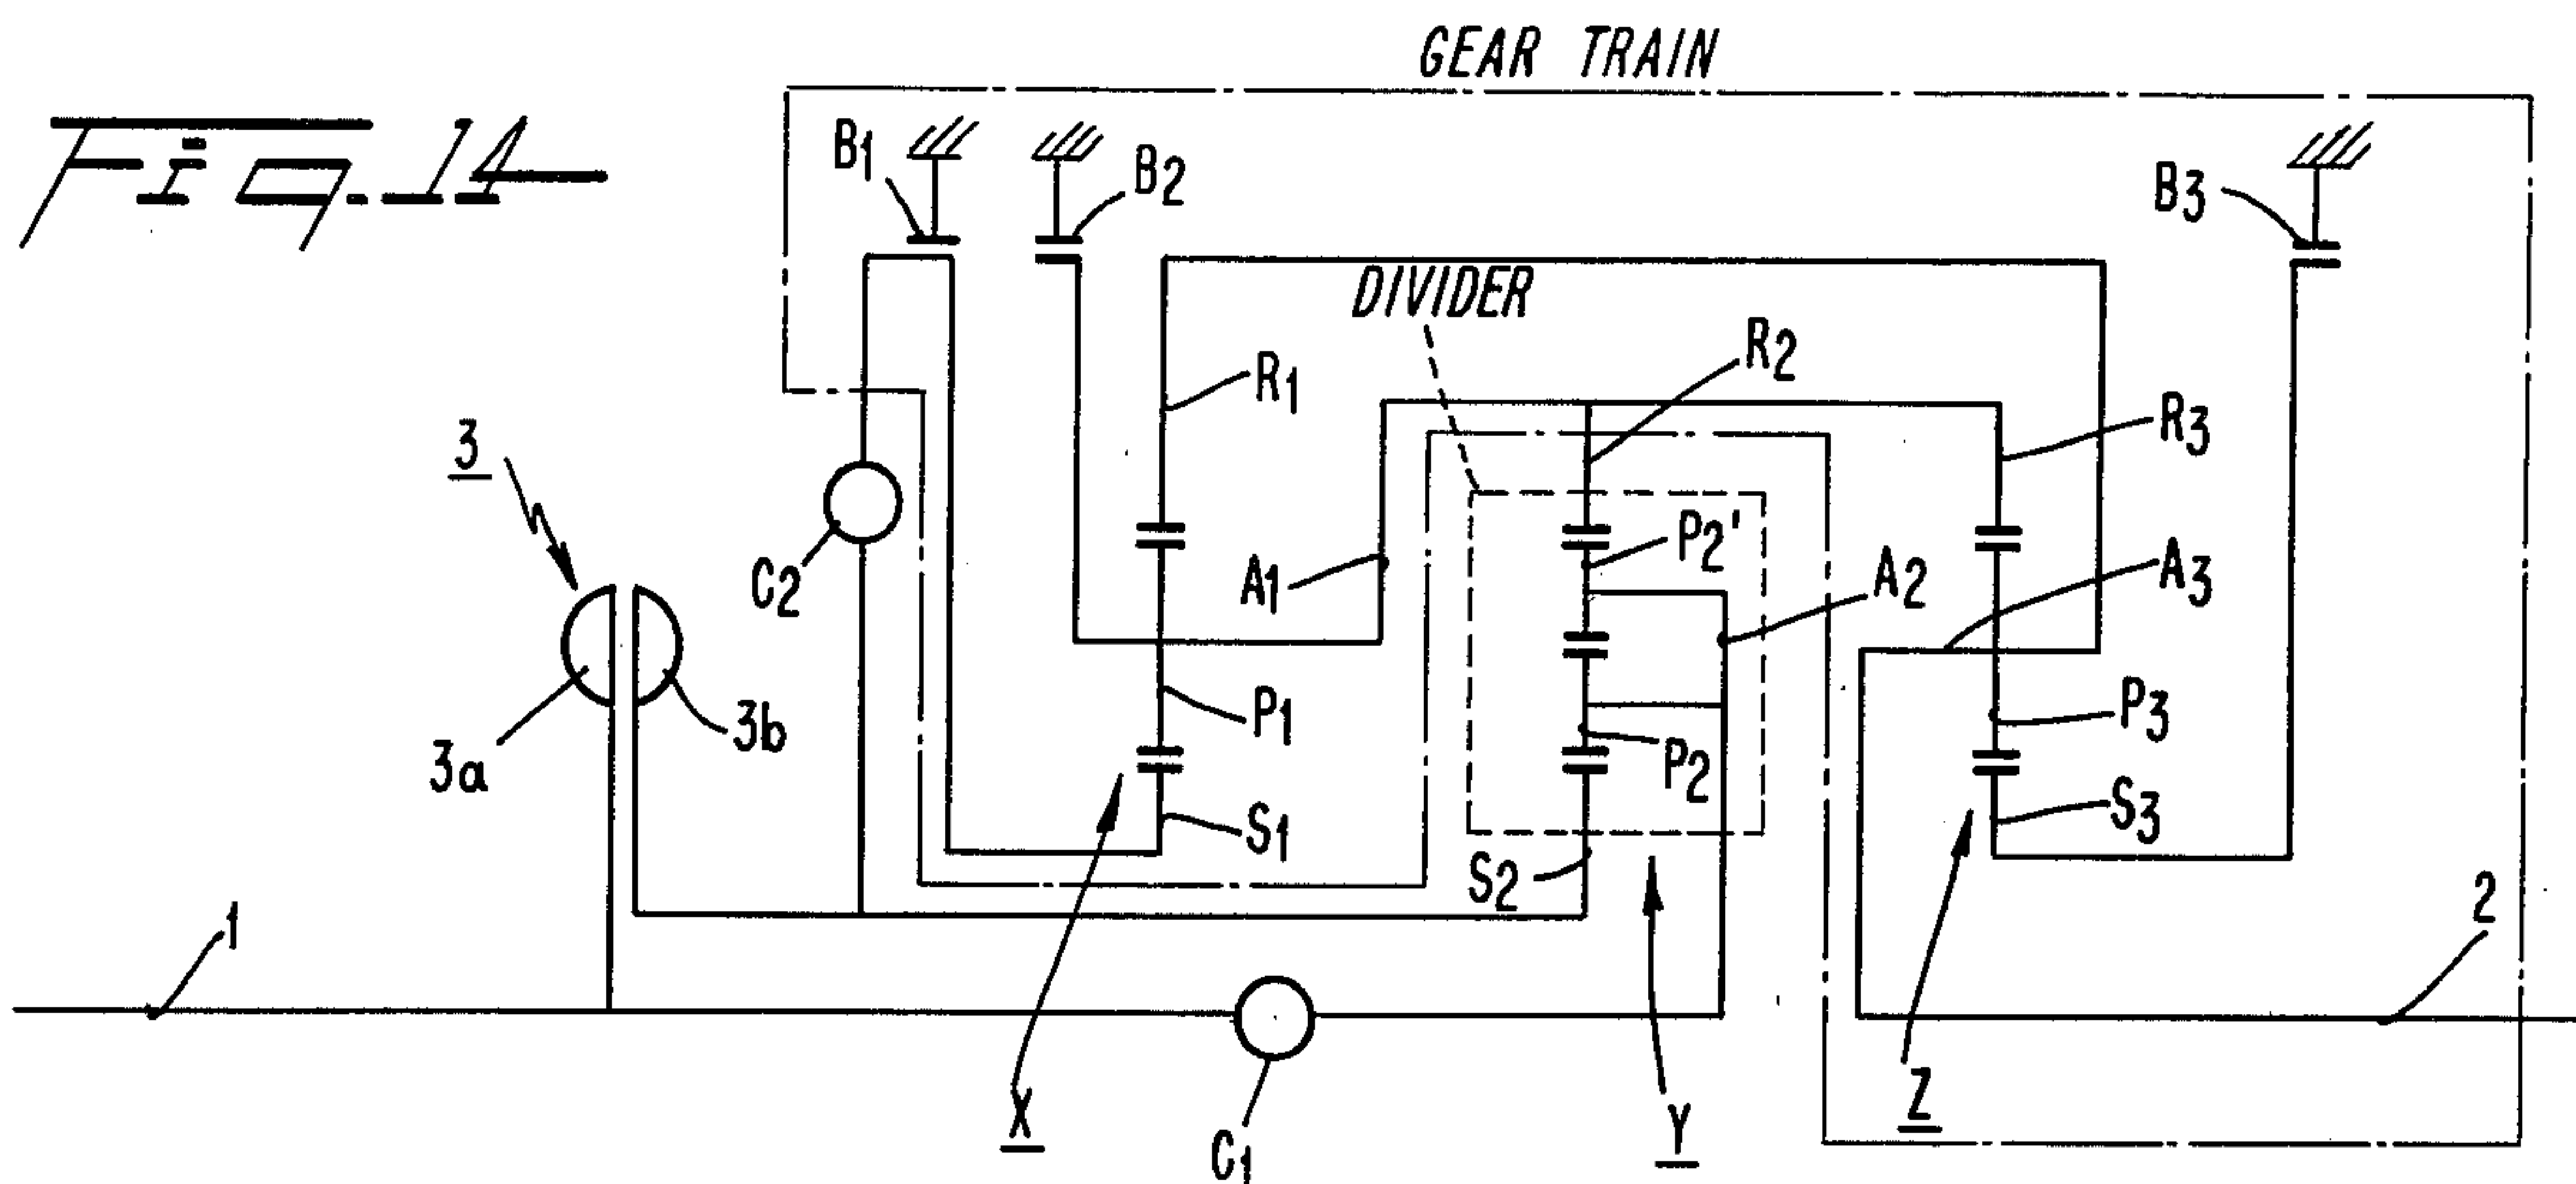 GEAR TRAIN
Fig. 14
B1
B2
B3
DIVIDER
R1
R2
R3
3
C2
A1
P2'
A2
A3
3a
3b
P1
P2
P3
S1
S2
S3
1
2
X
C1
Y
Z